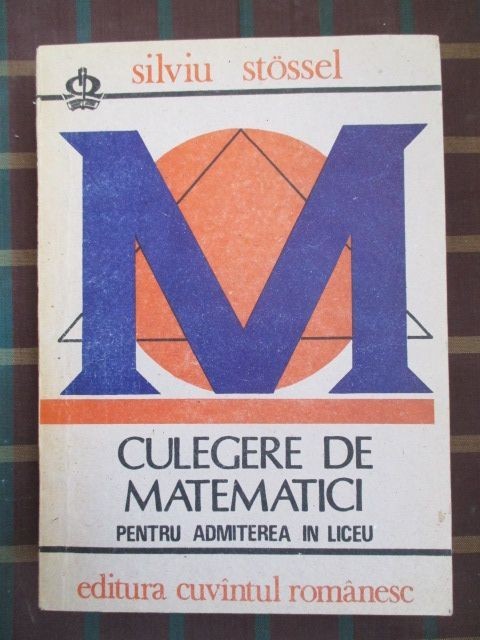 silviu stössel
M
CULEGERE DE
MATEMATICI
PENTRU ADMITEREA IN LICEU
editura cuvîntul românesc